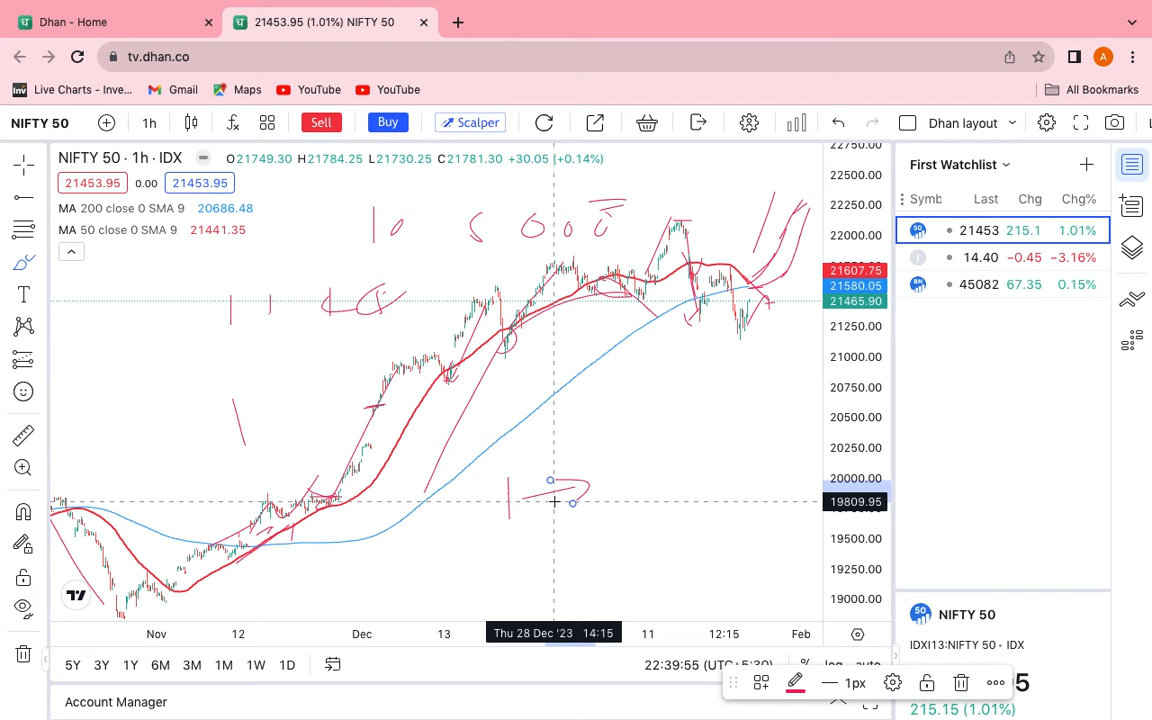 Dhan - Home
21453.95 (1.01%) NIFTY 50
tv.dhan.co
A
Inv Live Charts - Inve... Gmail Maps YouTube YouTube All Bookmarks
NIFTY 50 1h Sell Buy Scalper Dhan layout
NIFTY 50 · 1h · IDX O21749.30 H21784.25 L21730.25 C21781.30 +30.05 (+0.14%)
21453.95 0.00 21453.95
MA 200 close 0 SMA 9 20686.48
MA 50 close 0 SMA 9 21441.35
22750.00
22500.00
22250.00
22000.00
21607.75
21580.05
21465.90
21250.00
21000.00
20750.00
20500.00
20250.00
20000.00
19809.95
19500.00
19250.00
19000.00
Nov 12 Dec 13 Thu 28 Dec '23 14:15 11 12:15 Feb
5Y 3Y 1Y 6M 3M 1M 1W 1D 22:39:55 (UTC+5:30) % log auto
1px
Account Manager
First Watchlist
Symb Last Chg Chg%
50 21453 215.1 1.01%
I 14.40 −0.45 −3.16%
BN 45082 67.35 0.15%
50 NIFTY 50
IDXI13:NIFTY 50 - IDX
215.15 (1.01%)